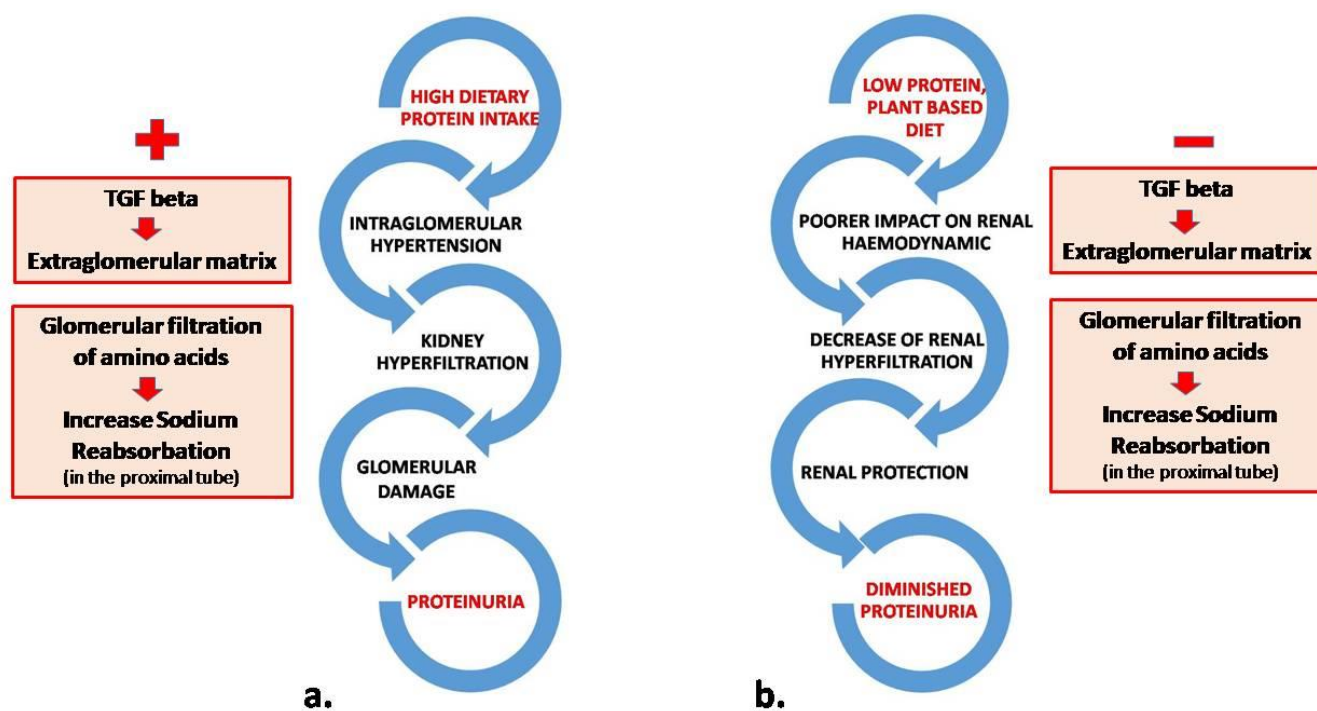 +
TGF beta
Extraglomerular matrix
Glomerular filtration
of amino acids
Increase Sodium
Reabsorbation
(in the proximal tube)
HIGH DIETARY
PROTEIN INTAKE
INTRAGLOMERULAR
HYPERTENSION
KIDNEY
HYPERFILTRATION
GLOMERULAR
DAMAGE
PROTEINURIA
a.
LOW PROTEIN,
PLANT BASED
DIET
POORER IMPACT ON RENAL
HAEMODYNAMIC
DECREASE OF RENAL
HYPERFILTRATION
RENAL PROTECTION
DIMINISHED
PROTEINURIA
b.
−
TGF beta
Extraglomerular matrix
Glomerular filtration
of amino acids
Increase Sodium
Reabsorbation
(in the proximal tube)